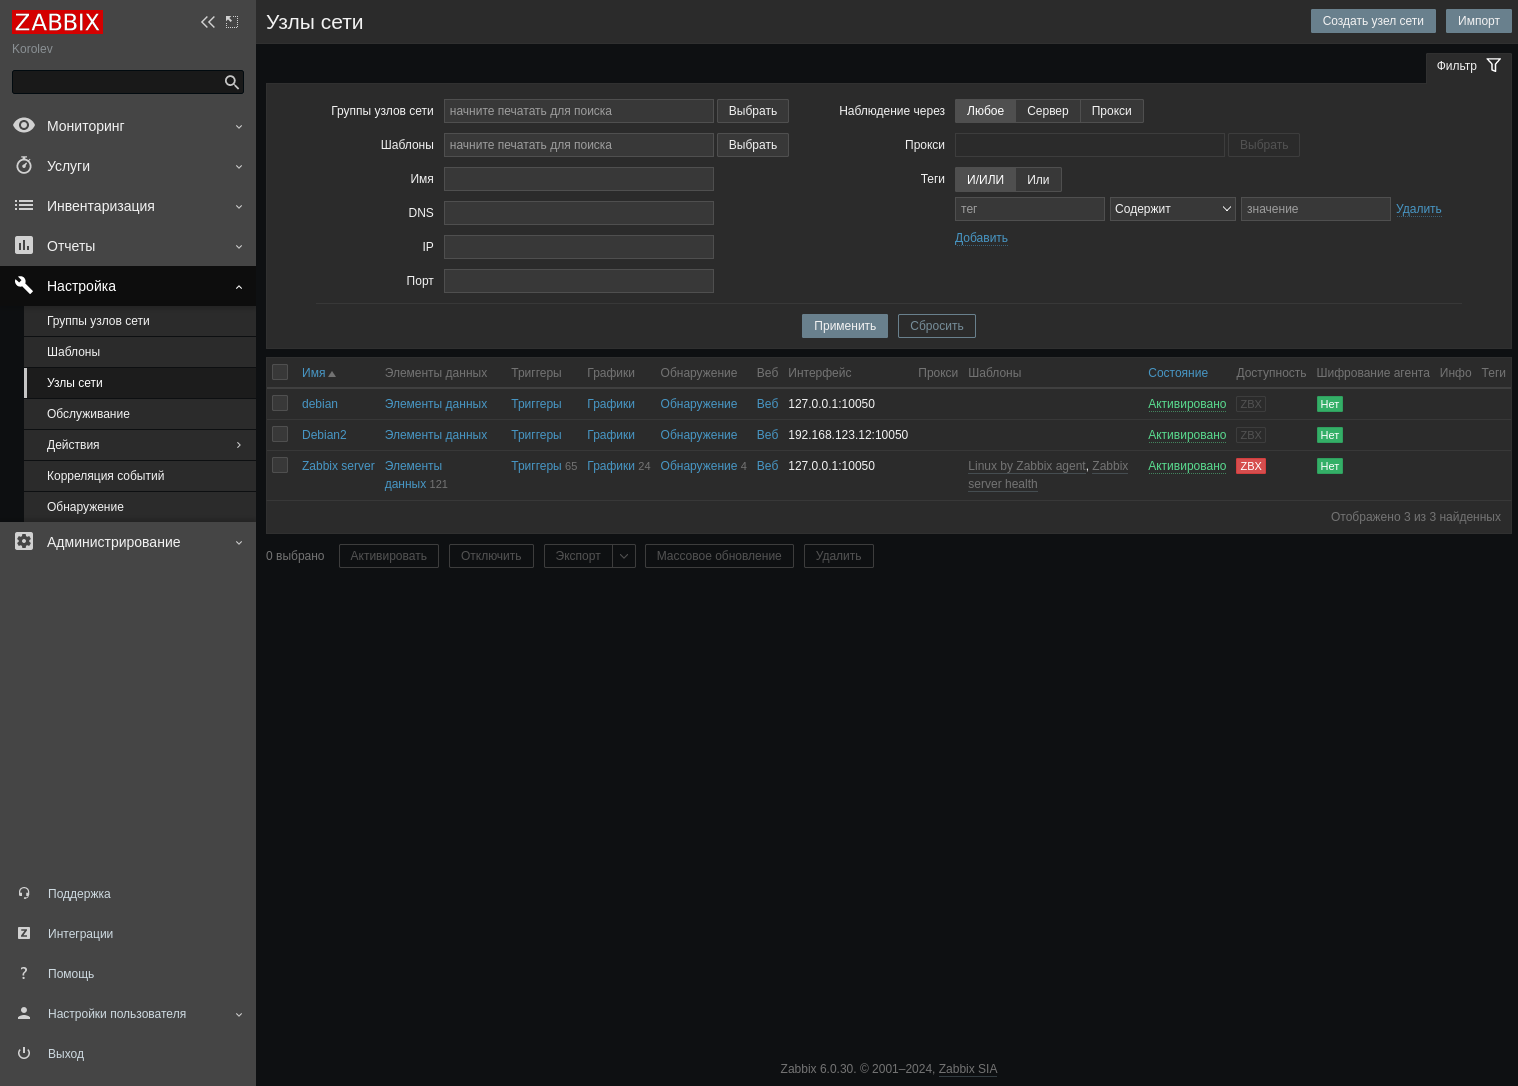 ZABBIX
Korolev
Мониторинг
Услуги
Инвентаризация
Отчеты
Настройка
Группы узлов сети
Шаблоны
Узлы сети
Обслуживание
Действия
Корреляция событий
Обнаружение
Администрирование
Поддержка
Интеграции
Помощь
Настройки пользователя
Выход
Узлы сети
Создать узел сети Импорт
Фильтр
Группы узлов сети начните печатать для поиска Выбрать Наблюдение через Любое Сервер Прокси
Шаблоны начните печатать для поиска Выбрать Прокси Выбрать
Имя Теги И/ИЛИ Или
DNS тег Содержит значение Удалить
Добавить
IP
Порт
Применить Сбросить
Имя Элементы данных Триггеры Графики Обнаружение Веб Интерфейс Прокси Шаблоны Состояние Доступность Шифрование агента Инфо Теги
debian Элементы данных Триггеры Графики Обнаружение Веб 127.0.0.1:10050 Активировано ZBX Нет
Debian2 Элементы данных Триггеры Графики Обнаружение Веб 192.168.123.12:10050 Активировано ZBX Нет
Zabbix server Элементы Триггеры 65 Графики 24 Обнаружение 4 Веб 127.0.0.1:10050 Linux by Zabbix agent, Zabbix Активировано ZBX Нет
данных 121 server health
Отображено 3 из 3 найденных
0 выбрано Активировать Отключить Экспорт Массовое обновление Удалить
Zabbix 6.0.30. © 2001–2024, Zabbix SIA